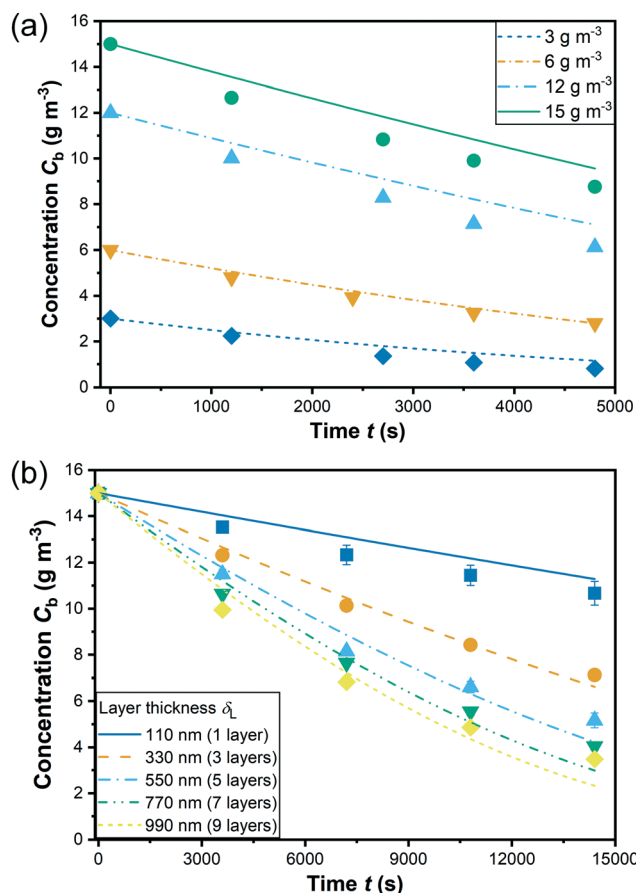 (a)
Concentration Cb (g m-3)
16
14
12
10
8
6
4
2
0
3 g m-3
6 g m-3
12 g m-3
15 g m-3
0 1000 2000 3000 4000 5000
Time t (s)
(b)
Concentration Cb (g m-3)
16
14
12
10
8
6
4
2
0
Layer thickness δL
110 nm (1 layer)
330 nm (3 layers)
550 nm (5 layers)
770 nm (7 layers)
990 nm (9 layers)
0 3000 6000 9000 12000 15000
Time t (s)